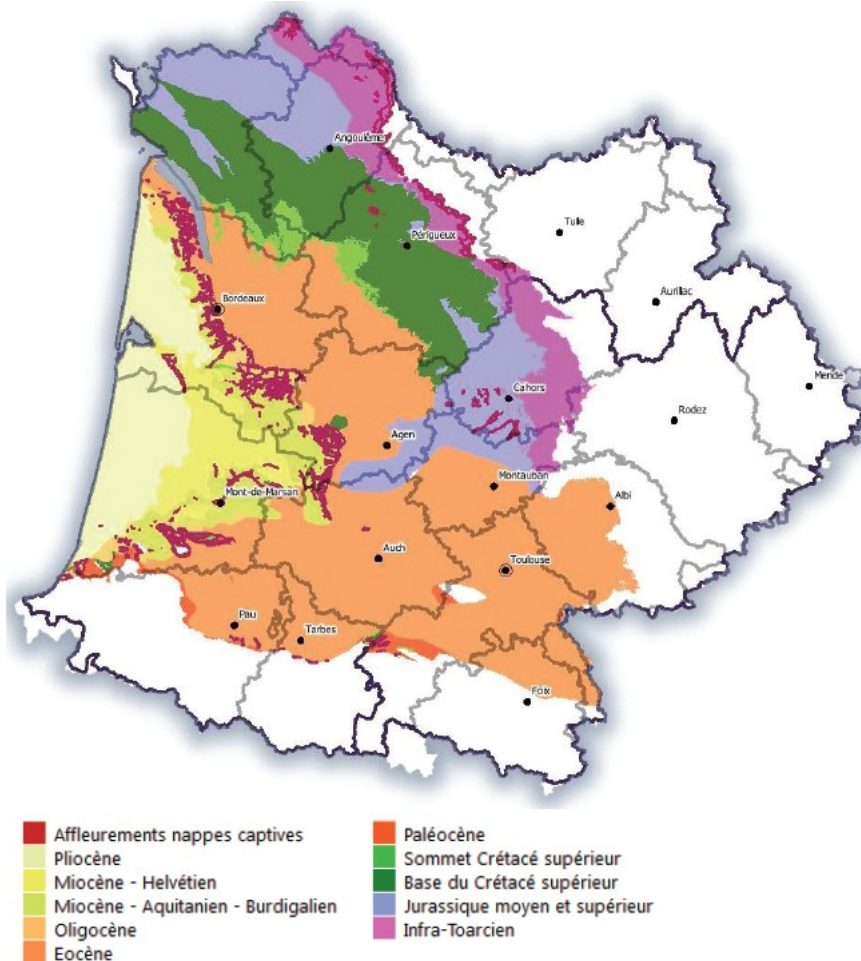 Angoulême
Tulle
Périgueux
Aurillac
Bordeaux
Mende
Cahors
Rodez
Agen
Montauban
Albi
Mont-de-Marsan
Auch
Toulouse
Pau
Tarbes
Foix
Affleurements nappes captives
Pliocène
Miocène - Helvétien
Miocène - Aquitanien - Burdigalien
Oligocène
Eocène
Paléocène
Sommet Crétacé supérieur
Base du Crétacé supérieur
Jurassique moyen et supérieur
Infra-Toarcien